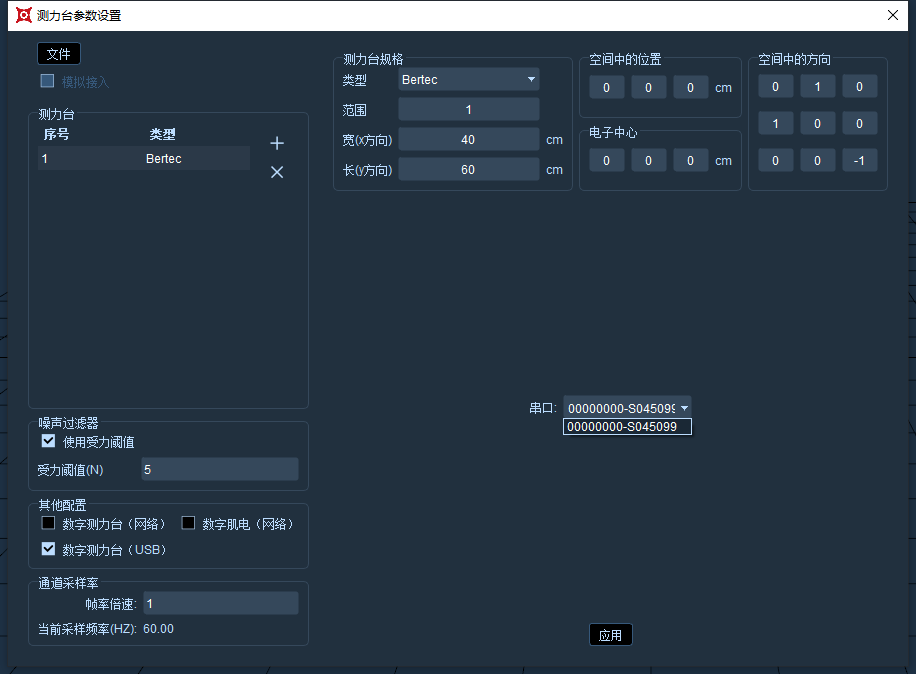 测力台参数设置
文件
模拟接入
测力台
序号 类型
1 Bertec
噪声过滤器
使用受力阈值
受力阈值(N) 5
其他配置
数字测力台（网络） 数字肌电（网络）
数字测力台（USB）
通道采样率
帧率倍速: 1
当前采样频率(HZ): 60.00
测力台规格
类型 Bertec
范围 1
宽(x方向) 40 cm
长(y方向) 60 cm
空间中的位置
0 0 0 cm
电子中心
0 0 0 cm
空间中的方向
0 1 0
1 0 0
0 0 -1
串口: 00000000-S045099
00000000-S045099
应用